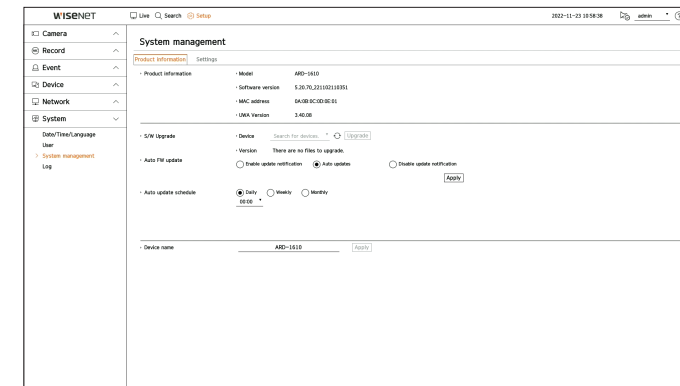 WISENET
Live Search Setup 2022-11-23 10:58:38 admin
Camera
Record
Event
Device
Network
System
Date/Time/Language
User
> System management
Log
System management
Product information Settings
Product information Model ARD-1610
Software version 5.20.70_221102110351
MAC address 0A:0B:0C:0D:0E:01
UWA Version 3.40.08
S/W Upgrade Device Search for devices. Upgrade
Version There are no files to upgrade.
Auto FW update Enable update notification Auto updates Disable update notification
Apply
Auto update schedule Daily Weekly Monthly
00:00
Device name ARD-1610 Apply